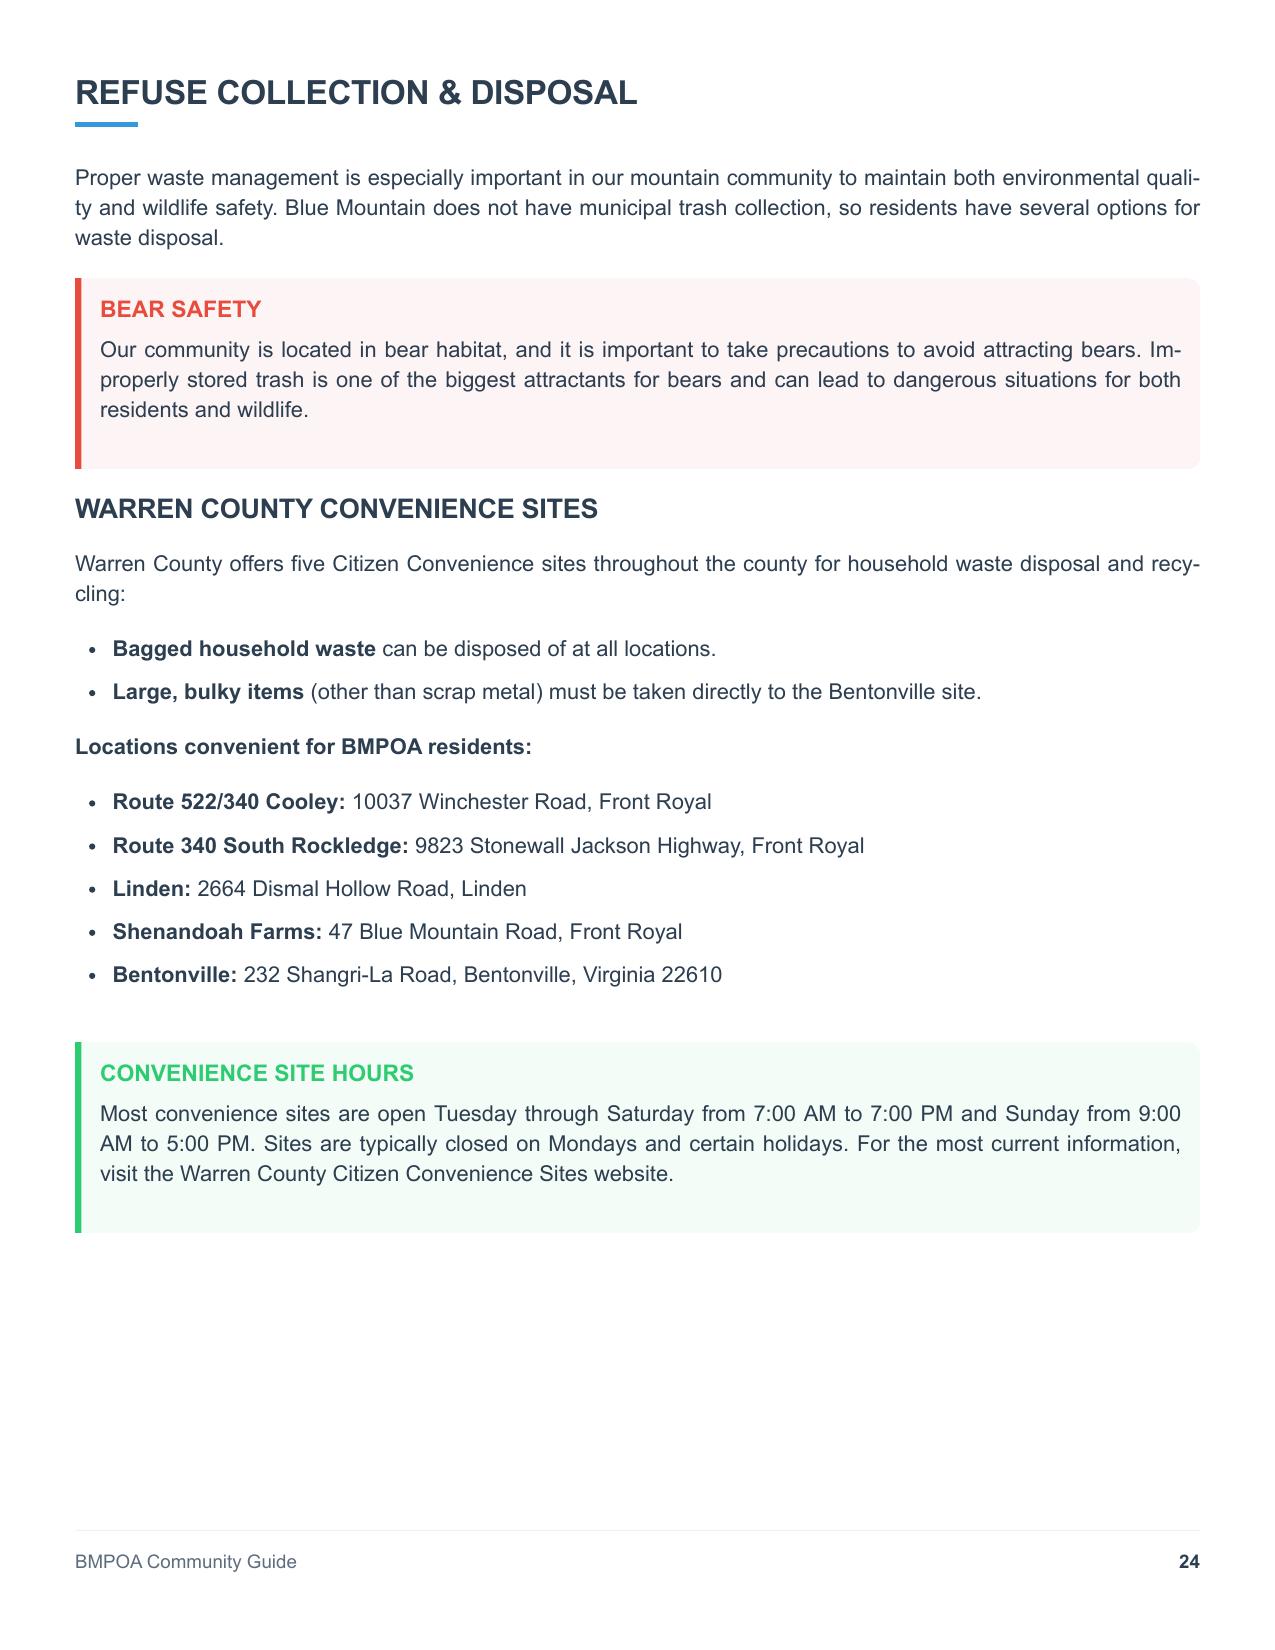 REFUSE COLLECTION & DISPOSAL
Proper waste management is especially important in our mountain community to maintain both environmental quali-
ty and wildlife safety. Blue Mountain does not have municipal trash collection, so residents have several options for
waste disposal.
BEAR SAFETY
Our community is located in bear habitat, and it is important to take precautions to avoid attracting bears. Im-
properly stored trash is one of the biggest attractants for bears and can lead to dangerous situations for both
residents and wildlife.
WARREN COUNTY CONVENIENCE SITES
Warren County offers five Citizen Convenience sites throughout the county for household waste disposal and recy-
cling:
• Bagged household waste can be disposed of at all locations.
• Large, bulky items (other than scrap metal) must be taken directly to the Bentonville site.
Locations convenient for BMPOA residents:
• Route 522/340 Cooley: 10037 Winchester Road, Front Royal
• Route 340 South Rockledge: 9823 Stonewall Jackson Highway, Front Royal
• Linden: 2664 Dismal Hollow Road, Linden
• Shenandoah Farms: 47 Blue Mountain Road, Front Royal
• Bentonville: 232 Shangri-La Road, Bentonville, Virginia 22610
CONVENIENCE SITE HOURS
Most convenience sites are open Tuesday through Saturday from 7:00 AM to 7:00 PM and Sunday from 9:00
AM to 5:00 PM. Sites are typically closed on Mondays and certain holidays. For the most current information,
visit the Warren County Citizen Convenience Sites website.
BMPOA Community Guide
24